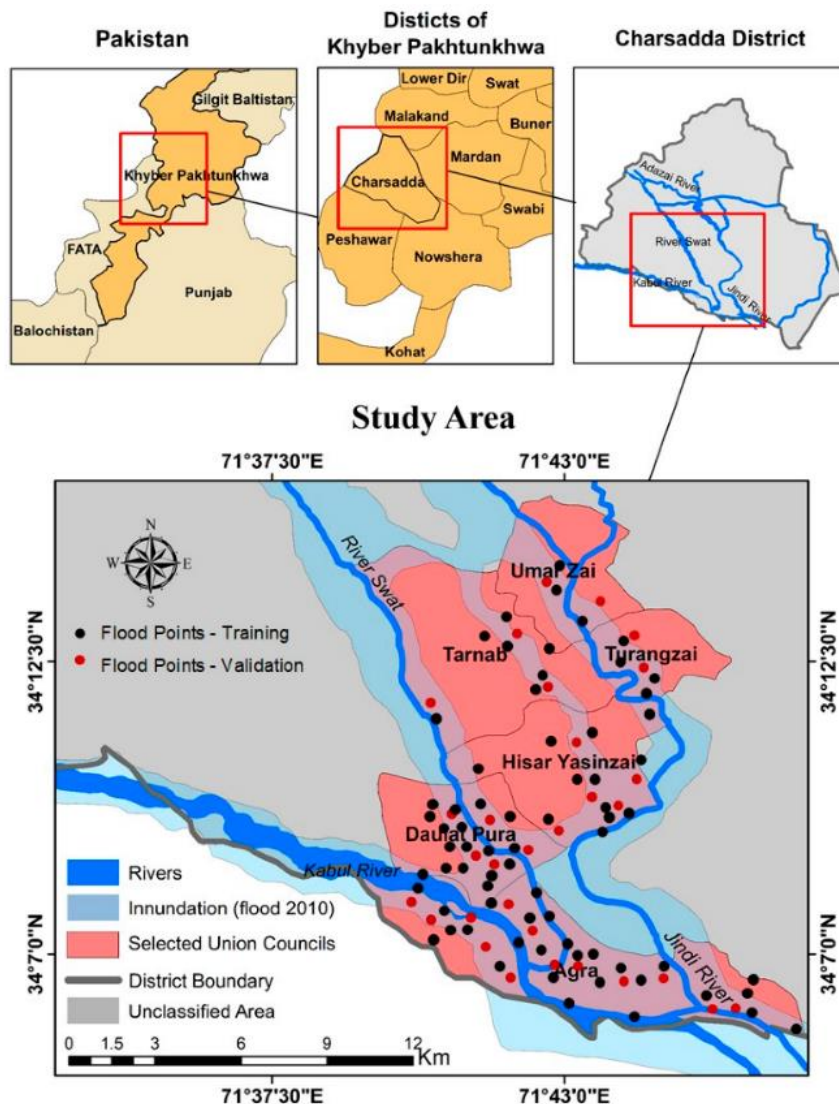 Pakistan
Disticts of
Khyber Pakhtunkhwa
Charsadda District
Gilgit Baltistan
Khyber Pakhtunkhwa
FATA
Punjab
Balochistan
Lower Dir
Swat
Malakand
Buner
Mardan
Charsadda
Swabi
Peshawar
Nowshera
Kohat
Adazai River
River Swat
Kabul River
Jindi River
Study Area
71°37'30"E
71°43'0"E
N
W
E
S
Flood Points - Training
Flood Points - Validation
34°12'30"N
34°12'30"N
34°7'0"N
34°7'0"N
River Swat
Umar Zai
Tarnab
Turangzai
Hisar Yasinzai
Daulat Pura
Kabul River
Agra
Jindi River
Rivers
Innundation (flood 2010)
Selected Union Councils
District Boundary
Unclassified Area
0 1.5 3 6 9 12
Km
71°37'30"E
71°43'0"E